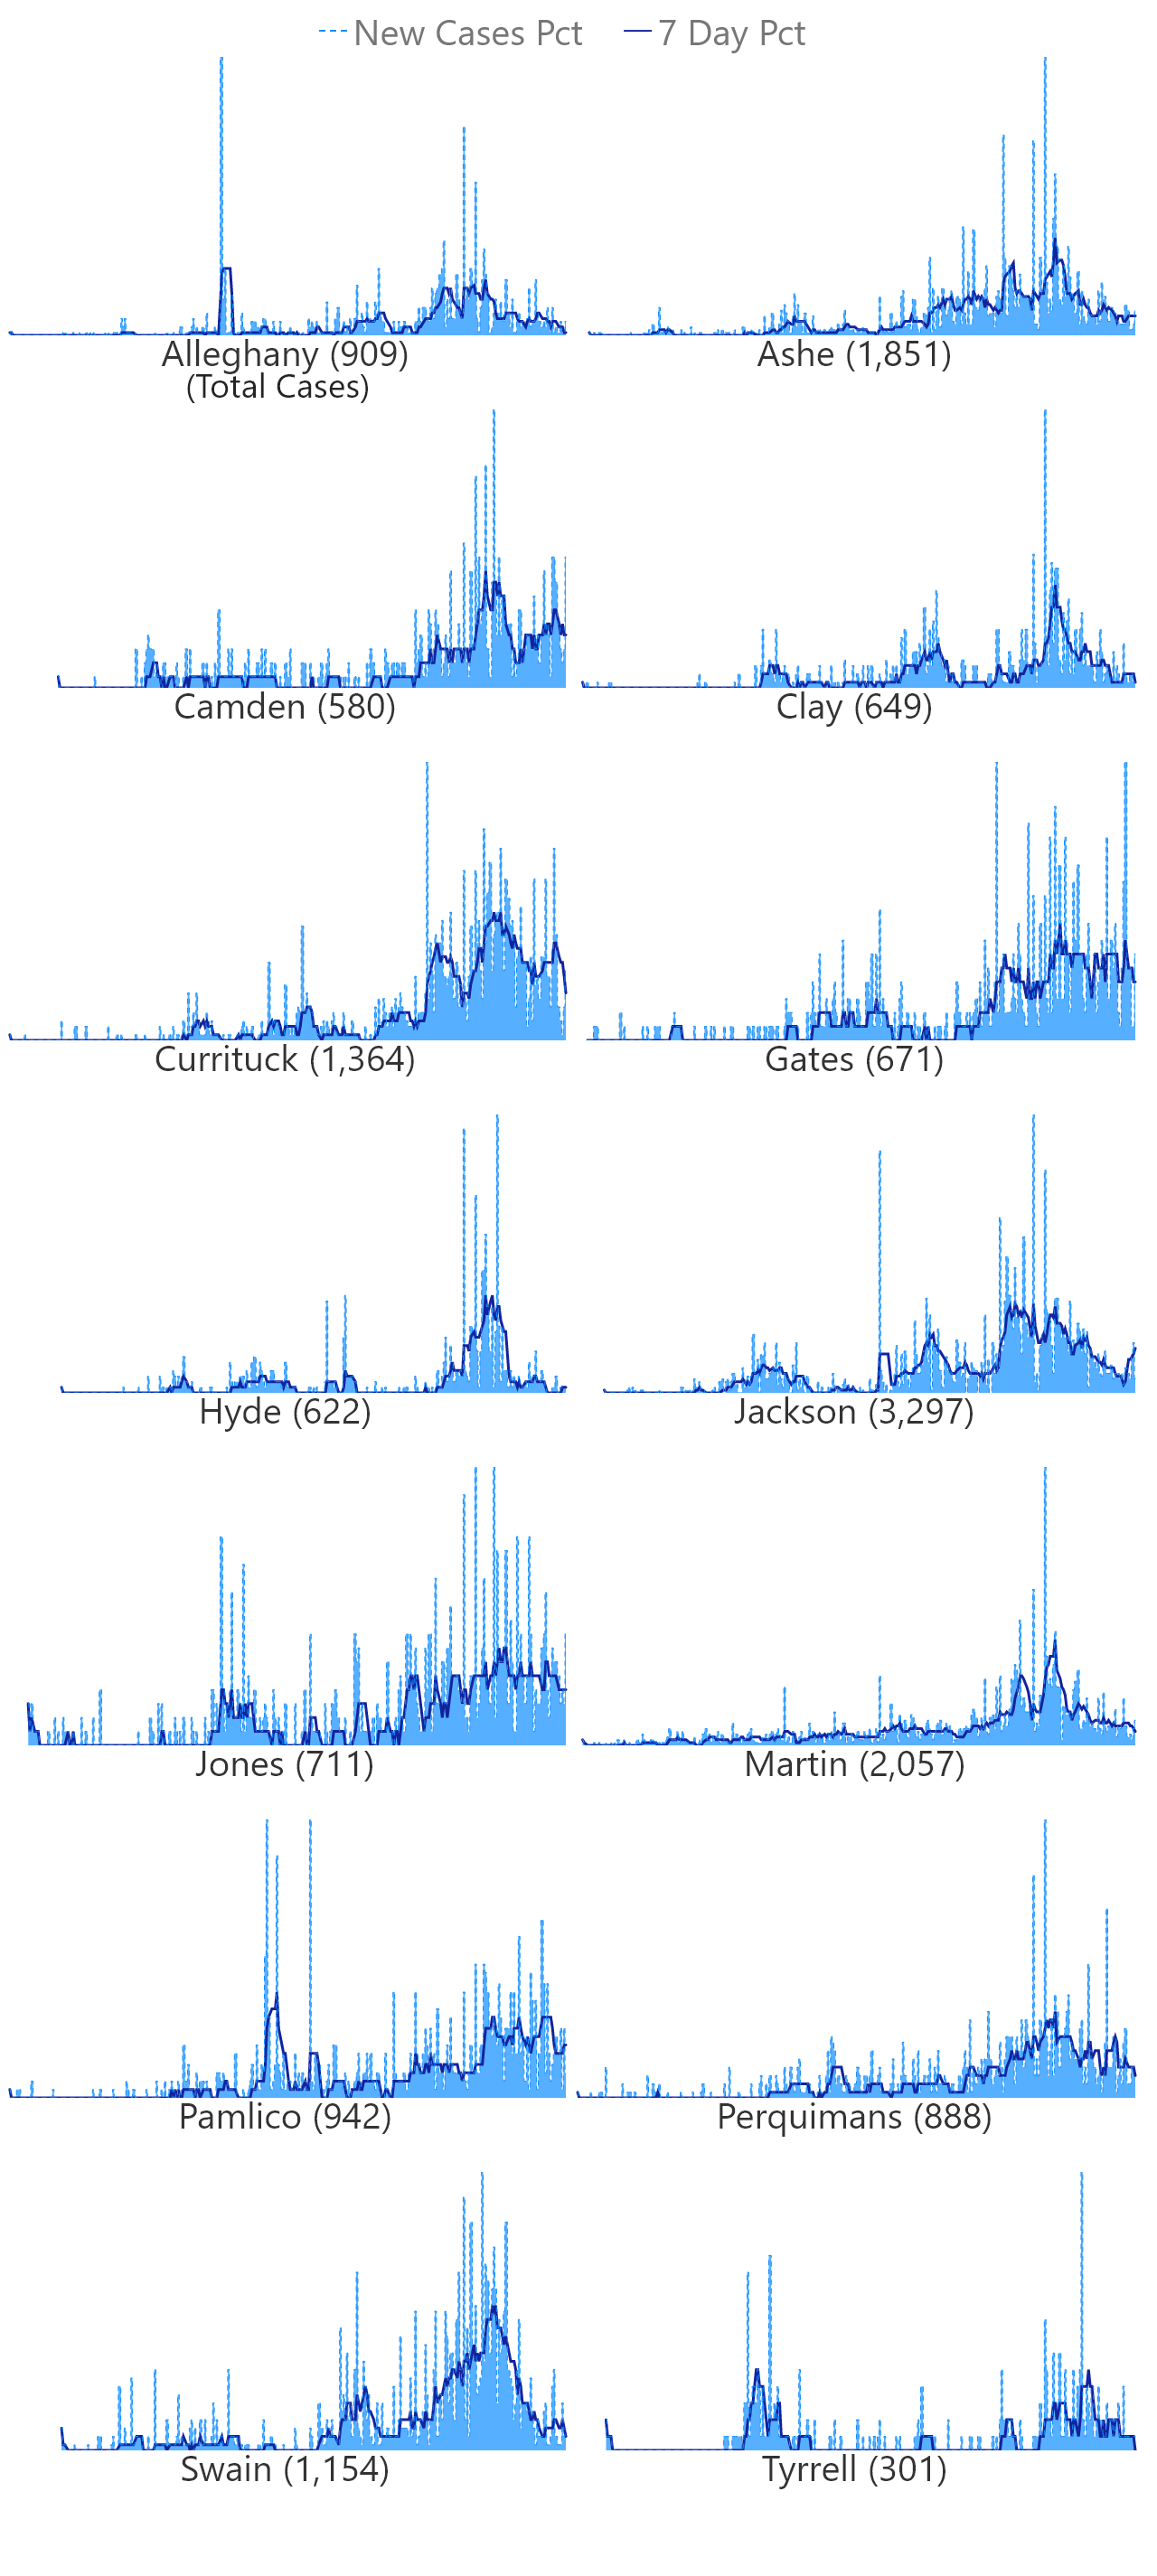 New Cases Pct 7 Day Pct
Alleghany (909) Ashe (1,851)
(Total Cases)
Camden (580) Clay (649)
Currituck (1,364) Gates (671)
Hyde (622) Jackson (3,297)
Jones (711) Martin (2,057)
Pamlico (942) Perquimans (888)
Swain (1,154) Tyrrell (301)